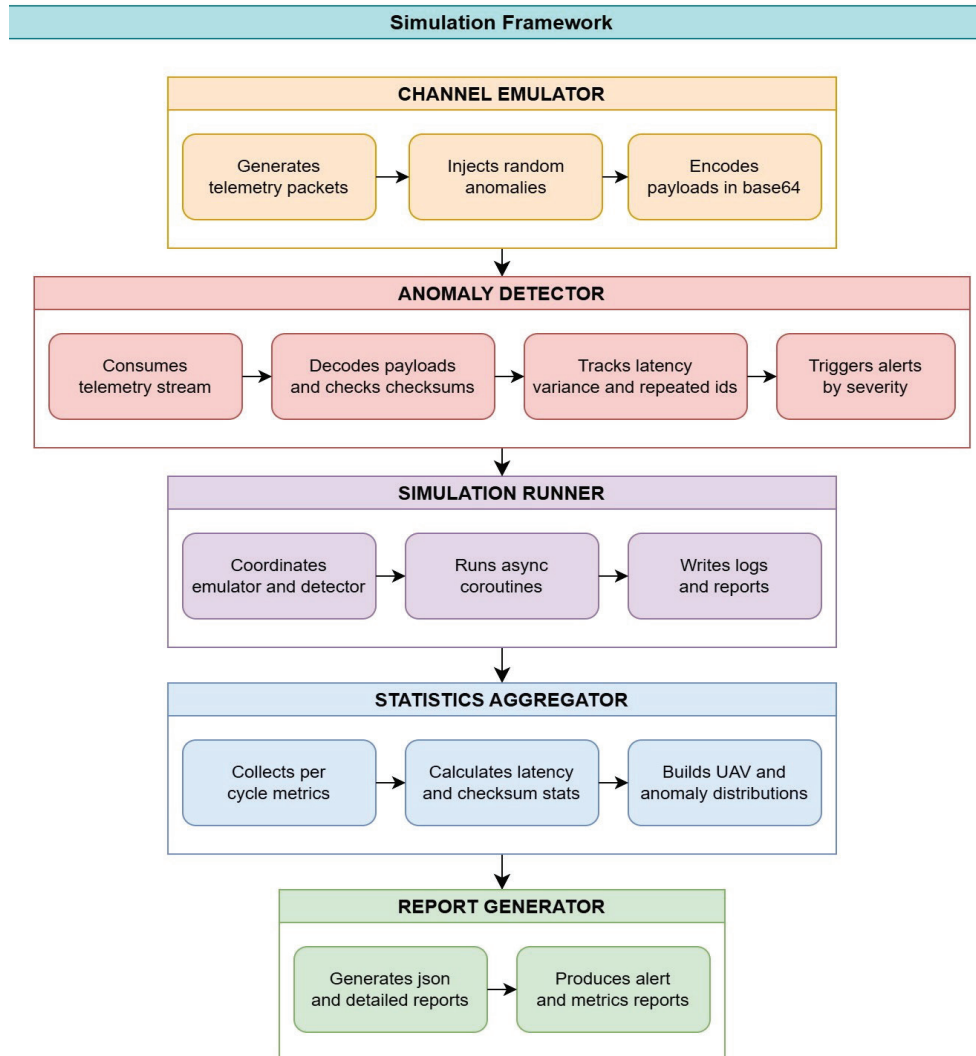 Simulation Framework
CHANNEL EMULATOR
Generates
telemetry packets
Injects random
anomalies
Encodes
payloads in base64
ANOMALY DETECTOR
Consumes
telemetry stream
Decodes payloads
and checks checksums
Tracks latency
variance and repeated ids
Triggers alerts
by severity
SIMULATION RUNNER
Coordinates
emulator and detector
Runs async
coroutines
Writes logs
and reports
STATISTICS AGGREGATOR
Collects per
cycle metrics
Calculates latency
and checksum stats
Builds UAV and
anomaly distributions
REPORT GENERATOR
Generates json
and detailed reports
Produces alert
and metrics reports